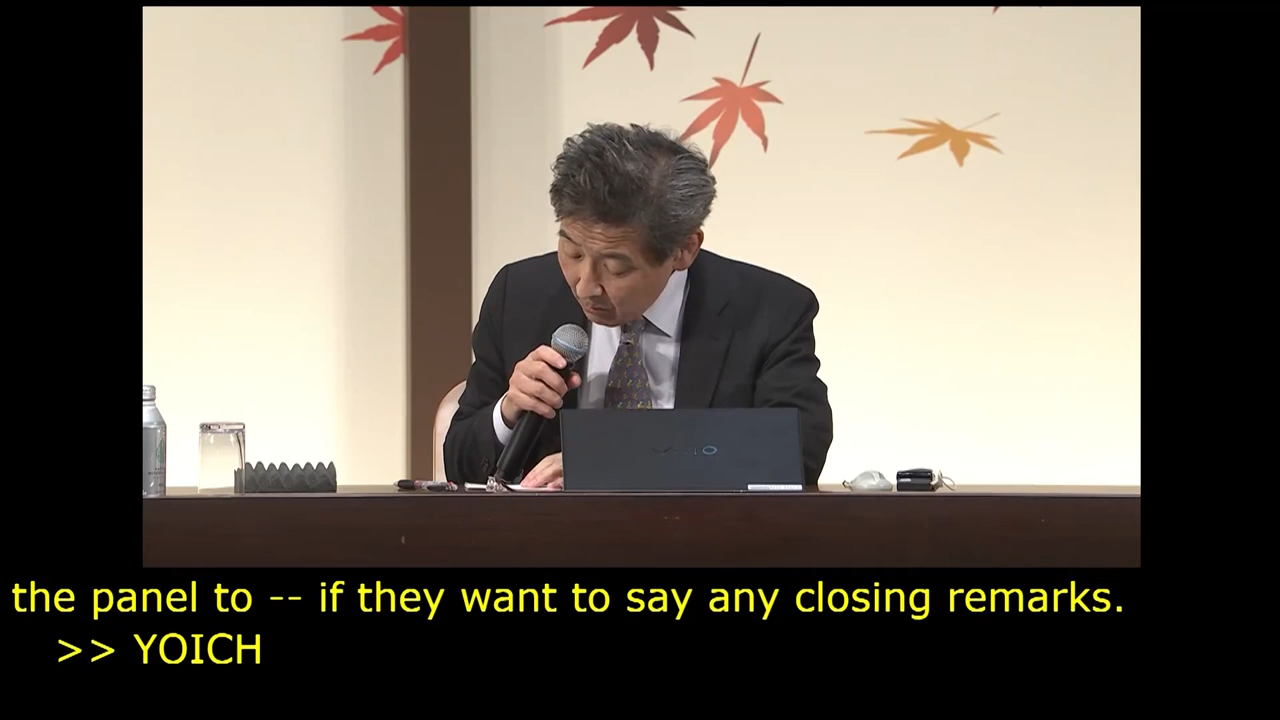 the panel to -- if they want to say any closing remarks.
>> YOICH